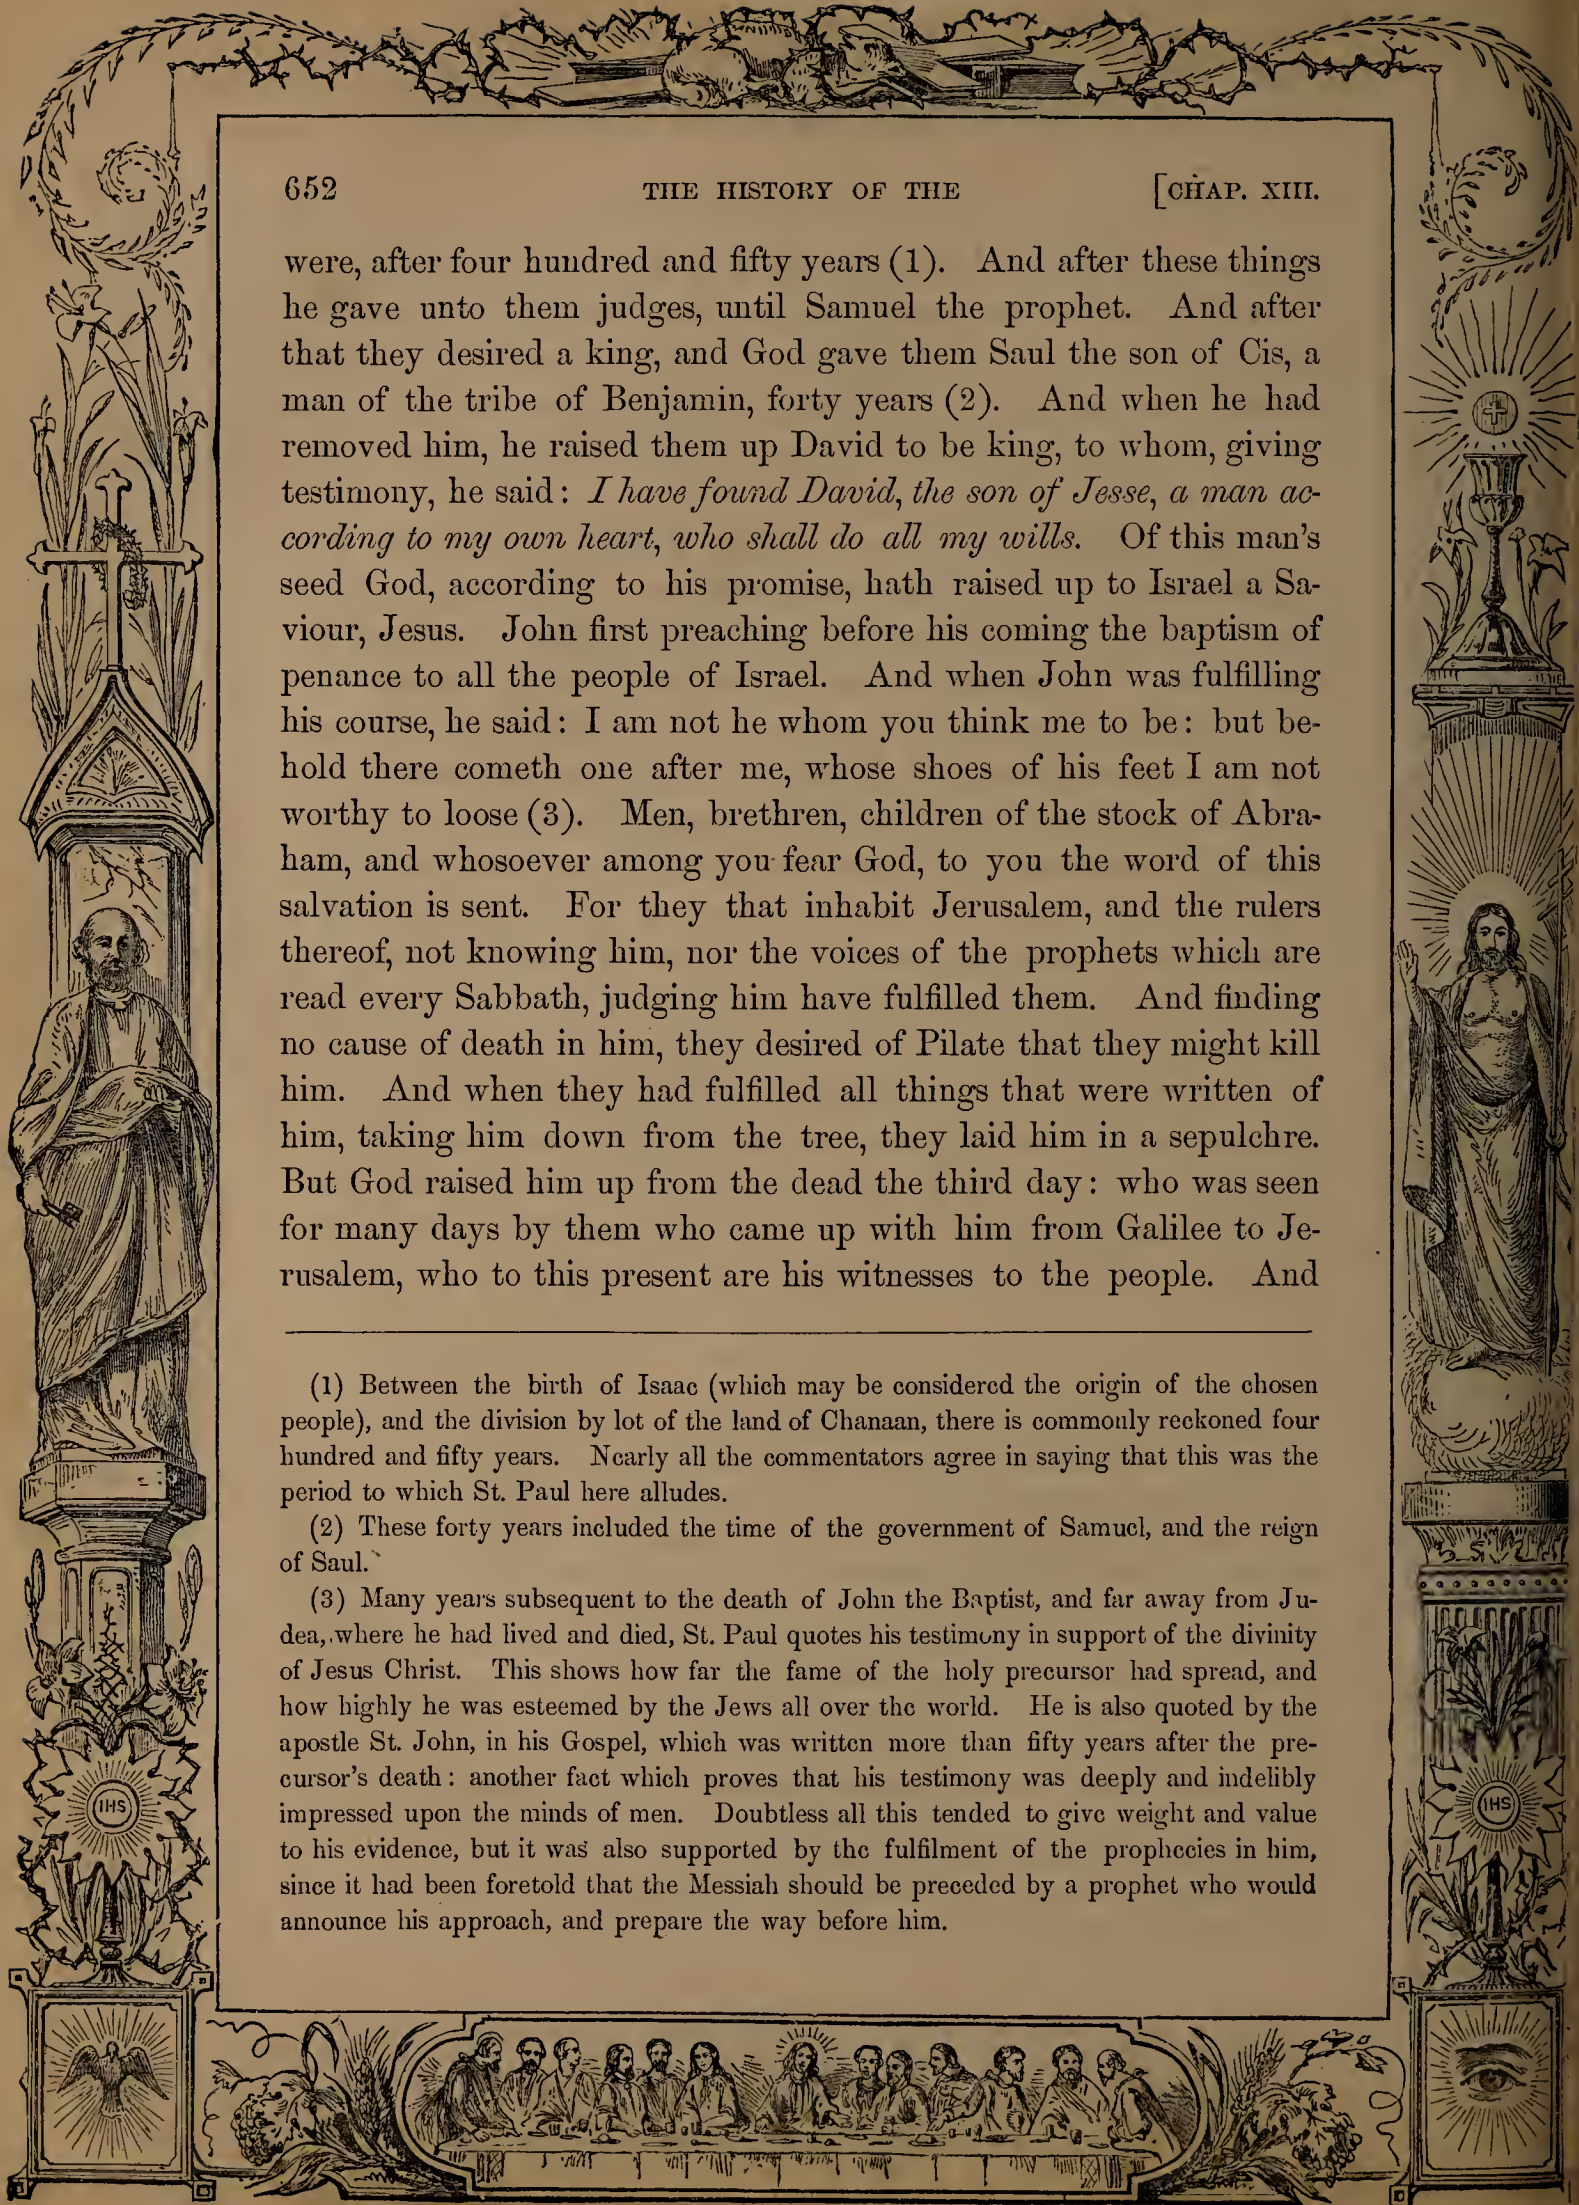 652 THE HISTORY OF THE [CHAP. XIII.
were, after four hundred and fifty years (1). And after these things
he gave unto them judges, until Samuel the prophet. And after
that they desired a king, and God gave them Saul the son of Cis, a
man of the tribe of Benjamin, forty years (2). And when he had
removed him, he raised them up David to be king, to whom, giving
testimony, he said: I have found David, the son of Jesse, a man ac-
cording to my own heart, who shall do all my wills. Of this man's
seed God, according to his promise, hath raised up to Israel a Sa-
viour, Jesus. John first preaching before his coming the baptism of
penance to all the people of Israel. And when John was fulfilling
his course, he said: I am not he whom you think me to be: but be-
hold there cometh one after me, whose shoes of his feet I am not
worthy to loose (3). Men, brethren, children of the stock of Abra-
ham, and whosoever among you fear God, to you the word of this
salvation is sent. For they that inhabit Jerusalem, and the rulers
thereof, not knowing him, nor the voices of the prophets which are
read every Sabbath, judging him have fulfilled them. And finding
no cause of death in him, they desired of Pilate that they might kill
him. And when they had fulfilled all things that were written of
him, taking him down from the tree, they laid him in a sepulchre.
But God raised him up from the dead the third day: who was seen
for many days by them who came up with him from Galilee to Je-
rusalem, who to this present are his witnesses to the people. And
(1) Between the birth of Isaac (which may be considered the origin of the chosen
people), and the division by lot of the land of Chanaan, there is commonly reckoned four
hundred and fifty years. Nearly all the commentators agree in saying that this was the
period to which St. Paul here alludes.
(2) These forty years included the time of the government of Samuel, and the reign
of Saul.
(3) Many years subsequent to the death of John the Baptist, and far away from Ju-
dea, where he had lived and died, St. Paul quotes his testimony in support of the divinity
of Jesus Christ. This shows how far the fame of the holy precursor had spread, and
how highly he was esteemed by the Jews all over the world. He is also quoted by the
apostle St. John, in his Gospel, which was written more than fifty years after the pre-
cursor's death: another fact which proves that his testimony was deeply and indelibly
impressed upon the minds of men. Doubtless all this tended to give weight and value
to his evidence, but it was also supported by the fulfilment of the prophecies in him,
since it had been foretold that the Messiah should be preceded by a prophet who would
announce his approach, and prepare the way before him.
IHS
IHS